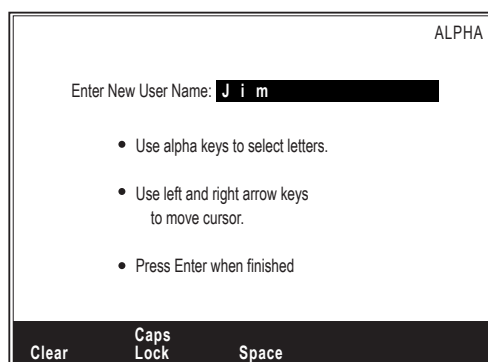 ALPHA
Enter New User Name: J i m
• Use alpha keys to select letters.
• Use left and right arrow keys
to move cursor.
• Press Enter when finished
Caps
Clear Lock Space